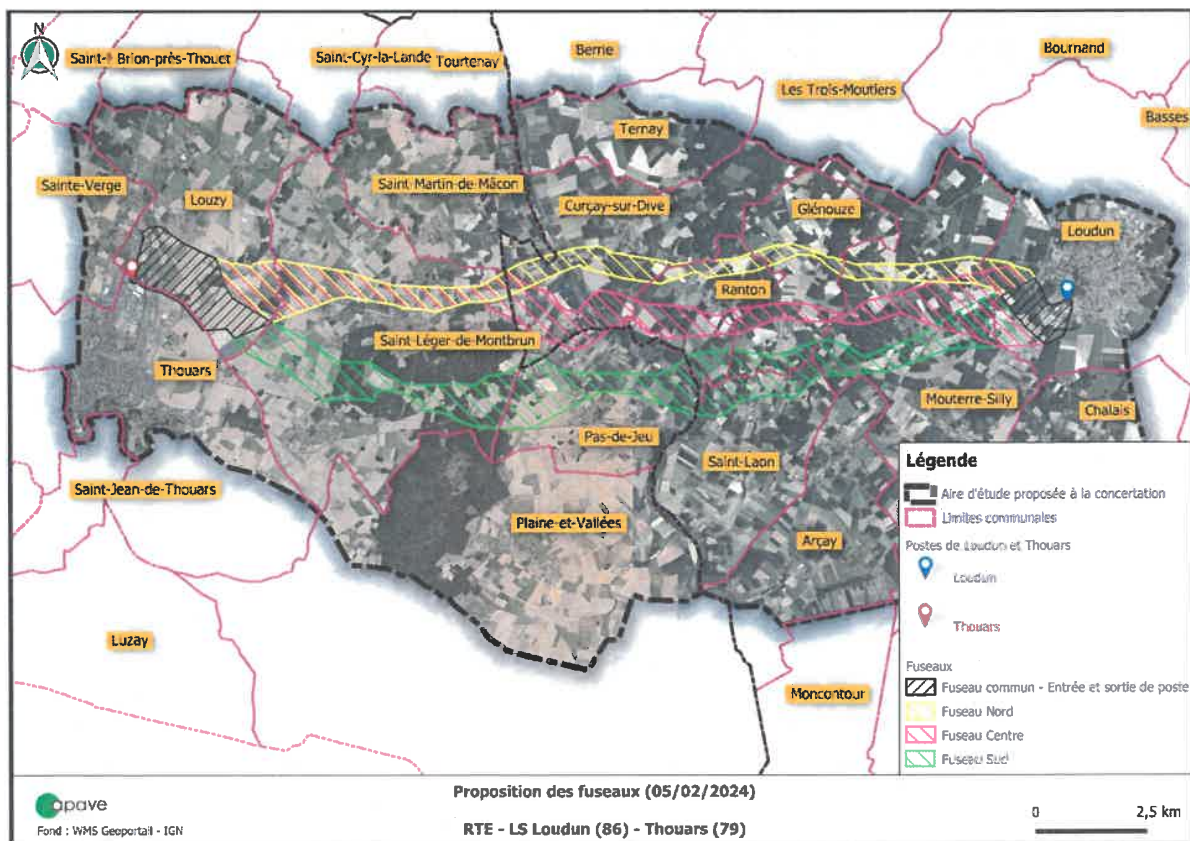 N
Saint-Brion-près-Thouet
Saint-Cyr-la-Lande
Tourtenay
Berrie
Bournand
Les Trois-Moutiers
Basses
Ternay
Sainte-Verge
Louzy
Saint-Martin-de-Mâcon
Curçay-sur-Dive
Glénouze
Loudun
Ranton
Saint-Léger-de-Montbrun
Thouars
Mouterre-Silly
Chalais
Pas-de-Jeu
Saint-Laon
Saint-Jean-de-Thouars
Plaine-et-Vallées
Arçay
Luzay
Moncontour
Légende
Aire d'étude proposée à la concertation
Limites communales
Postes de Loudun et Thouars
Loudun
Thouars
Fuseaux
Fuseau commun - Entrée et sortie de poste
Fuseau Nord
Fuseau Centre
Fuseau Sud
apave
Fond : WMS Geoportail - IGN
Proposition des fuseaux (05/02/2024)
RTE - LS Loudun (86) - Thouars (79)
0 2,5 km